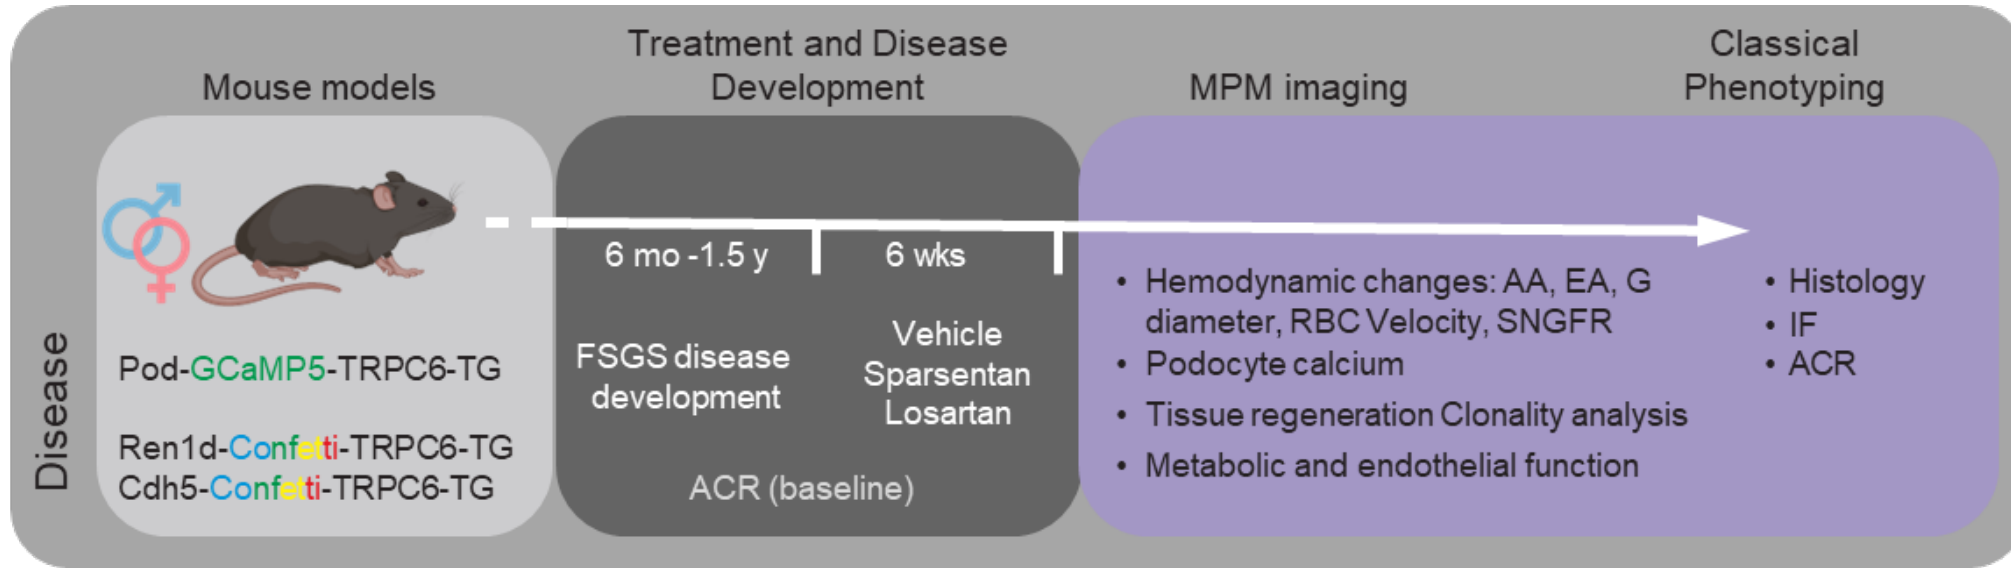 Disease
Mouse models
Pod-GCaMP5-TRPC6-TG
Ren1d-Confetti-TRPC6-TG
Cdh5-Confetti-TRPC6-TG
Treatment and Disease
Development
6 mo -1.5 y
6 wks
FSGS disease
development
Vehicle
Sparsentan
Losartan
ACR (baseline)
MPM imaging
• Hemodynamic changes: AA, EA, G
diameter, RBC Velocity, SNGFR
• Podocyte calcium
• Tissue regeneration Clonality analysis
• Metabolic and endothelial function
Classical
Phenotyping
• Histology
• IF
• ACR